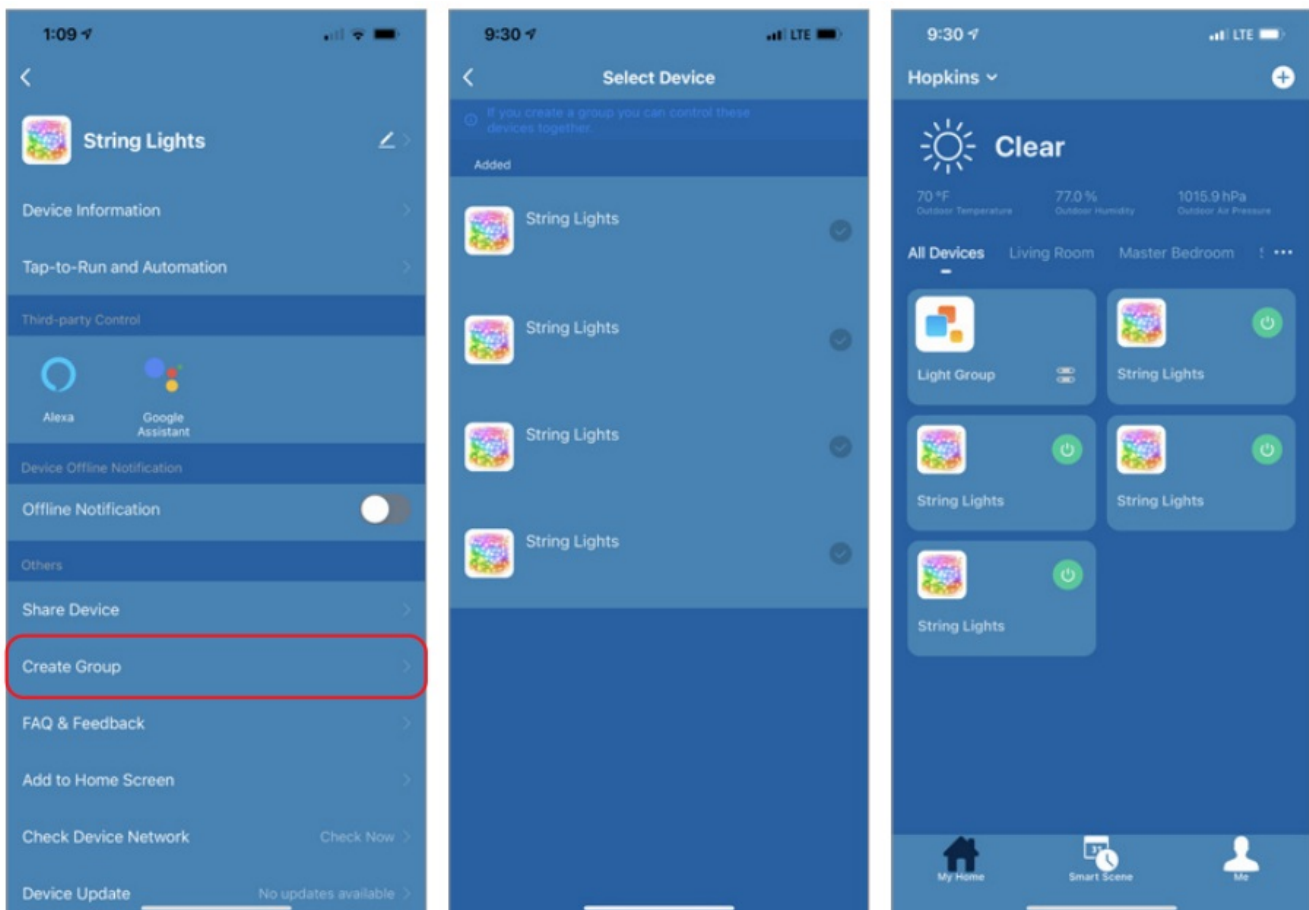 1:09
String Lights
Device Information
Tap-to-Run and Automation
Third-party Control
Alexa
Google
Assistant
Device Offline Notification
Offline Notification
Others
Share Device
Create Group
FAQ & Feedback
Add to Home Screen
Check Device Network Check Now
Device Update No updates available
9:30 LTE
Select Device
If you create a group you can control these
devices together.
Added
String Lights
String Lights
String Lights
String Lights
9:30 LTE
Hopkins
Clear
70 °F 77.0 % 1015.9 hPa
Outdoor Temperature Outdoor Humidity Outdoor Air Pressure
All Devices Living Room Master Bedroom
Light Group String Lights
String Lights String Lights
String Lights
31
My Home Smart Scene Me